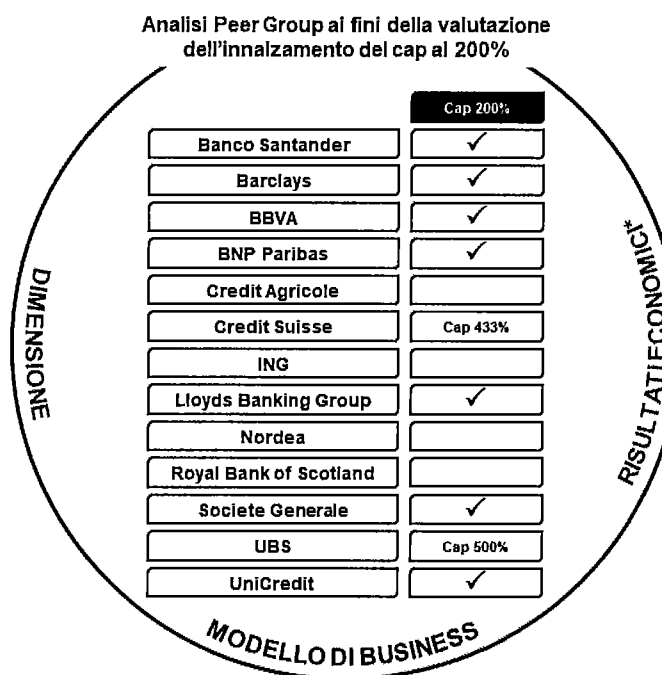 Analisi Peer Group ai fini della valutazione
dell'innalzamento del cap al 200%
Cap 200%
Banco Santander ✓
Barclays ✓
BBVA ✓
BNP Paribas ✓
Credit Agricole
Credit Suisse Cap 433%
ING
Lloyds Banking Group ✓
Nordea
Royal Bank of Scotland
Societe Generale ✓
UBS Cap 500%
UniCredit ✓
DIMENSIONE
MODELLO DI BUSINESS
RISULTATI ECONOMICI*